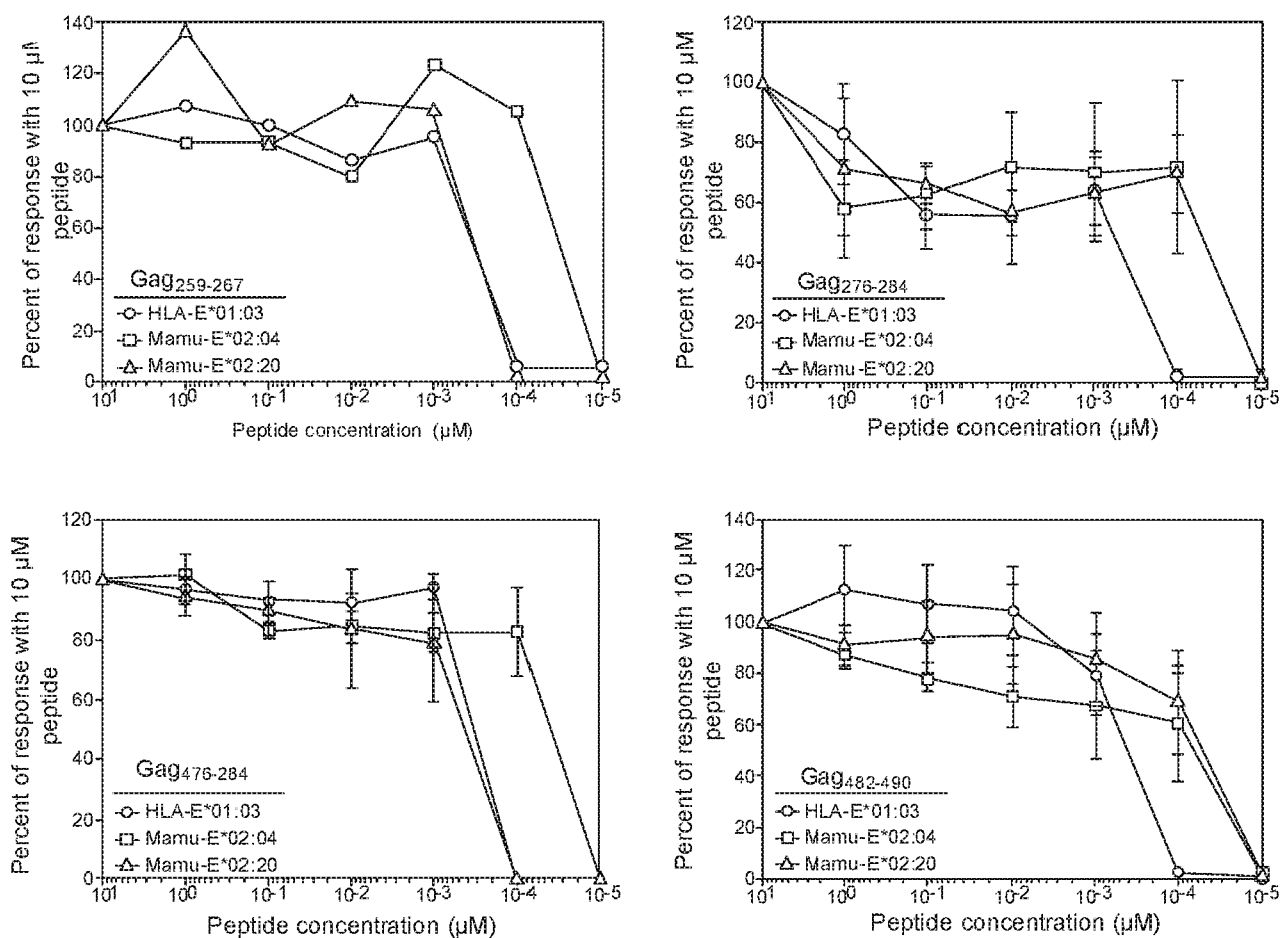 Percent of response with 10 µM
peptide
140
120
100
80
60
40
20
0
Gag259-267
HLA-E*01:03
Mamu-E*02:04
Mamu-E*02:20
10¹ 10⁰ 10⁻¹ 10⁻² 10⁻³ 10⁻⁴ 10⁻⁵
Peptide concentration (µM)
Percent of response with 10 µM
peptide
100
80
60
40
20
0
Gag276-284
HLA-E*01:03
Mamu-E*02:04
Mamu-E*02:20
10¹ 10⁰ 10⁻¹ 10⁻² 10⁻³ 10⁻⁴ 10⁻⁵
Peptide concentration (µM)
Percent of response with 10 µM
peptide
120
100
80
60
40
20
0
Gag476-284
HLA-E*01:03
Mamu-E*02:04
Mamu-E*02:20
10¹ 10⁰ 10⁻¹ 10⁻² 10⁻³ 10⁻⁴ 10⁻⁵
Peptide concentration (µM)
Percent of response with 10 µM
peptide
140
120
100
80
60
40
20
0
Gag482-490
HLA-E*01:03
Mamu-E*02:04
Mamu-E*02:20
10¹ 10⁰ 10⁻¹ 10⁻² 10⁻³ 10⁻⁴ 10⁻⁵
Peptide concentration (µM)